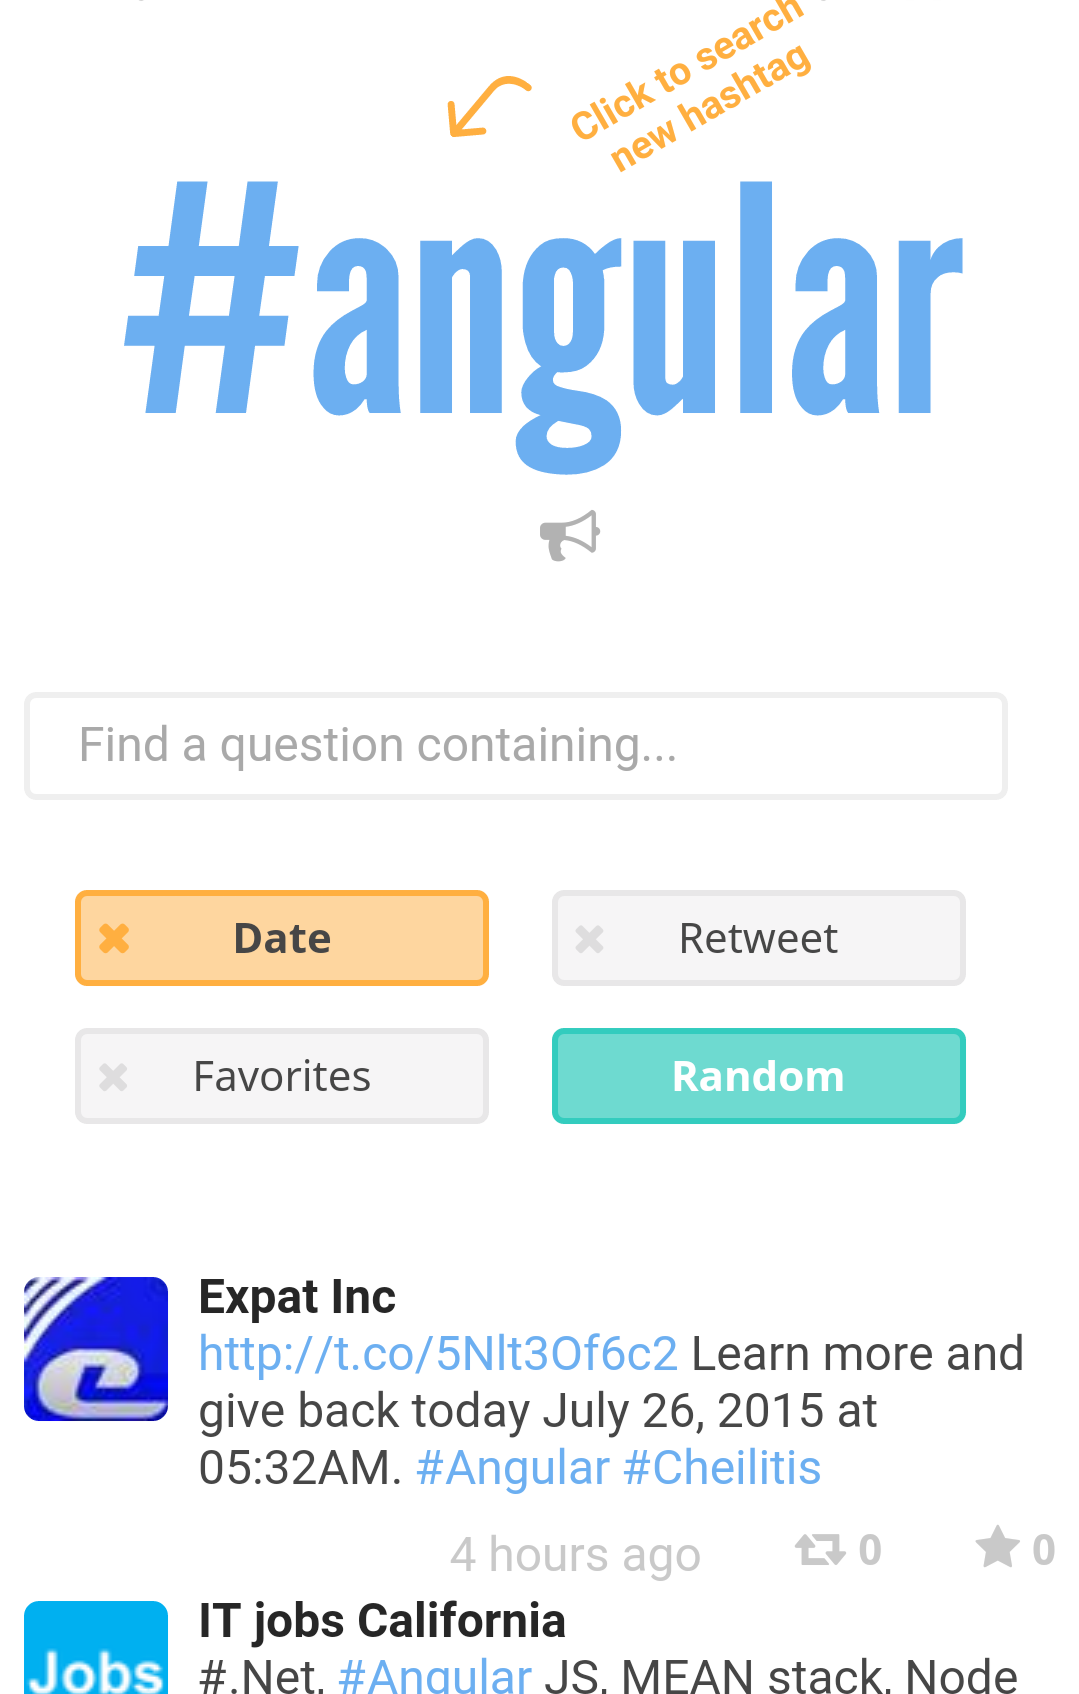 Click to search
new hashtag
#angular
Find a question containing...
Date
Retweet
Favorites
Random
Expat Inc
http://t.co/5Nlt3Of6c2 Learn more and
give back today July 26, 2015 at
05:32AM. #Angular #Cheilitis
4 hours ago 0 0
IT jobs California
Jobs
#.Net, #Angular JS, MEAN stack, Node